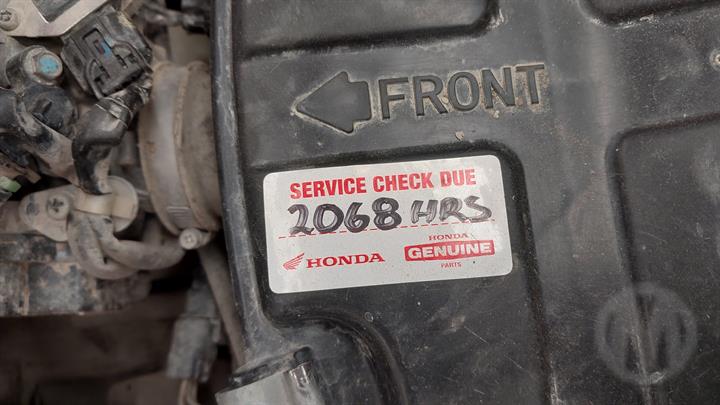 FRONT
SERVICE CHECK DUE
2068 HRS
HONDA
HONDA
GENUINE
PARTS
M